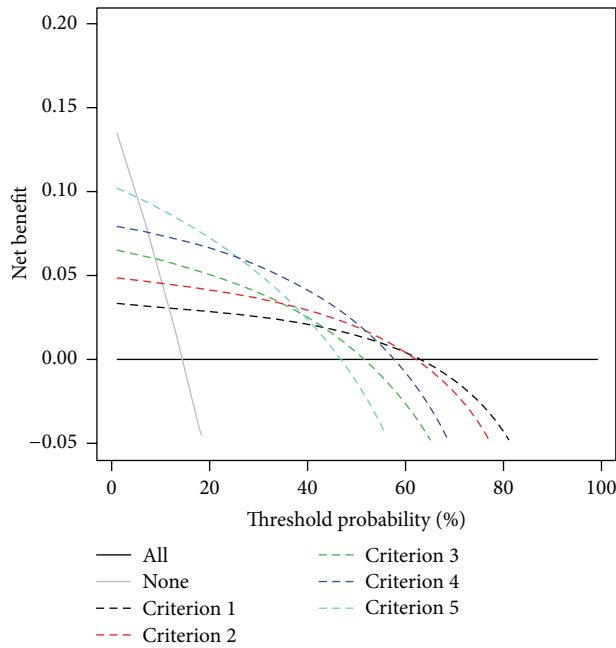 0.20
0.15
0.10
0.05
0.00
−0.05
Net benefit
0 20 40 60 80 100
Threshold probability (%)
All
None
Criterion 1
Criterion 2
Criterion 3
Criterion 4
Criterion 5